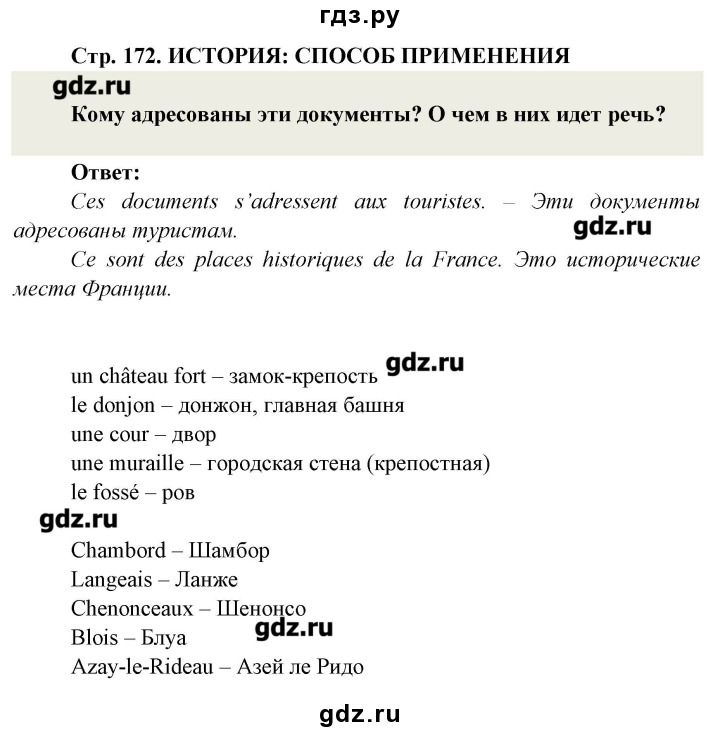 гдз.ру
Стр. 172. ИСТОРИЯ: СПОСОБ ПРИМЕНЕНИЯ
gdz.ru
Кому адресованы эти документы? О чем в них идет речь?
Ответ:
Ces documents s’adressent aux touristes. – Эти документы
адресованы туристам.
gdz.ru
Ce sont des places historiques de la France. Это исторические
места Франции.
gdz.ru
un château fort – замок-крепость
le donjon – донжон, главная башня
une cour – двор
une muraille – городская стена (крепостная)
le fossé – ров
gdz.ru
Chambord – Шамбор
Langeais – Ланже
Chenonceaux – Шенонсо
Blois – Блуа
gdz.ru
Azay-le-Rideau – Азей ле Ридо
gdz.ru